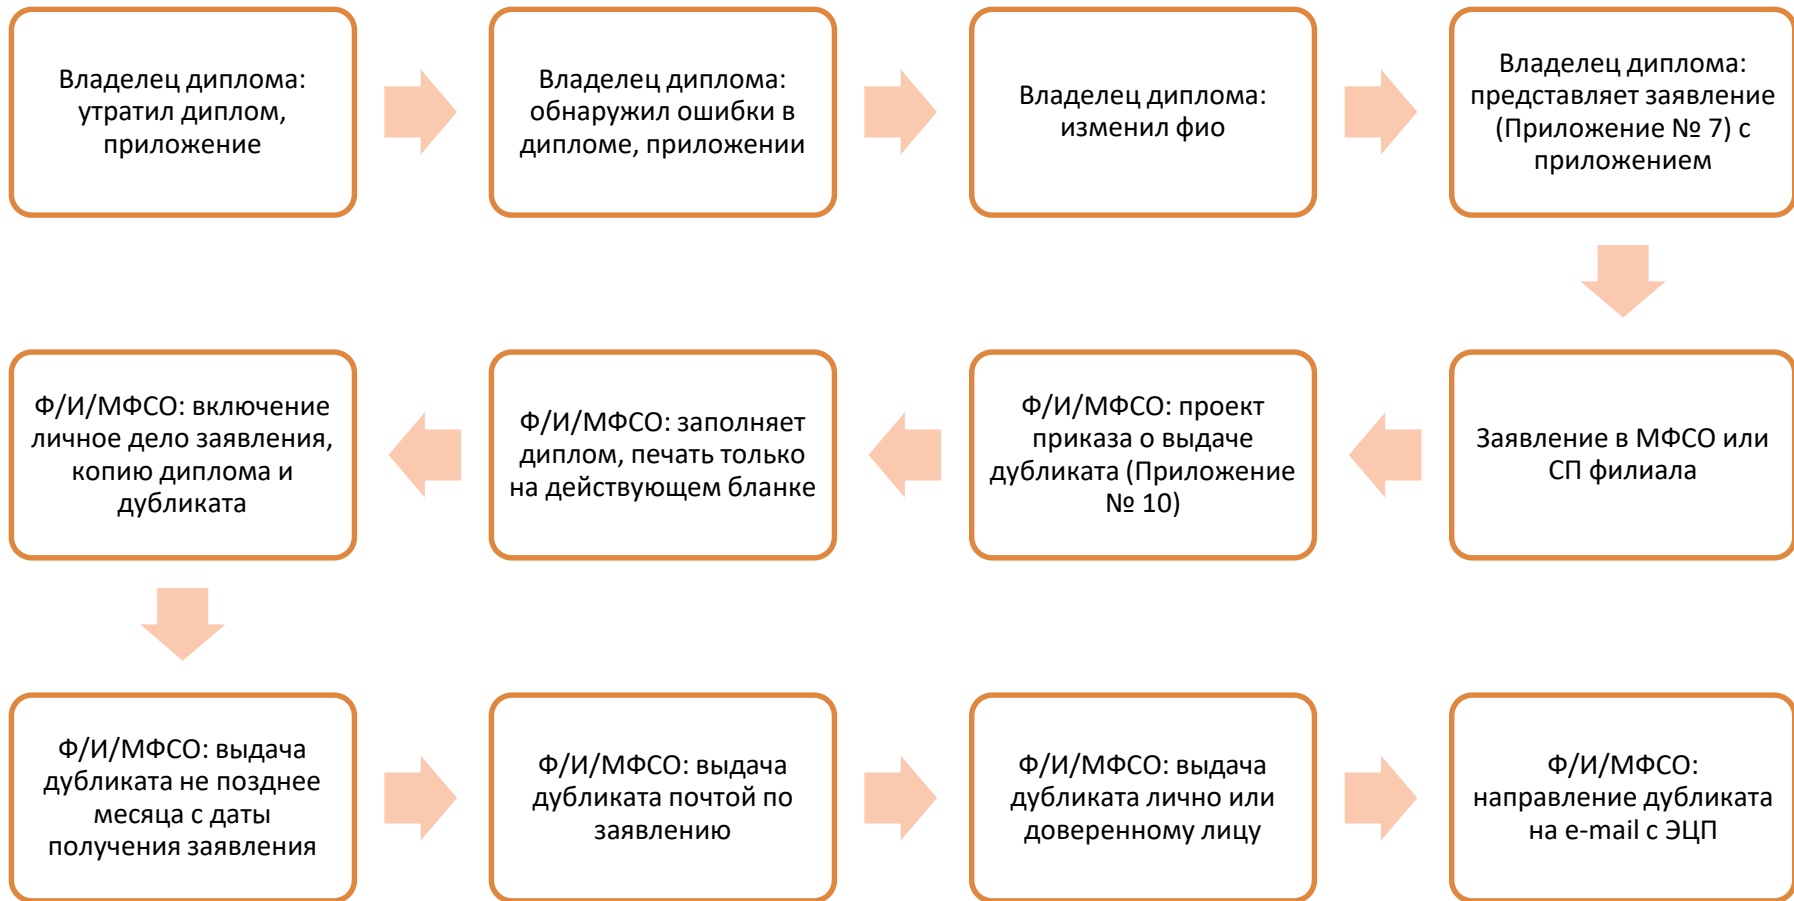 Владелец диплома:
утратил диплом,
приложение
Владелец диплома:
обнаружил ошибки в
дипломе, приложении
Владелец диплома:
изменил фио
Владелец диплома:
представляет заявление
(Приложение № 7) с
приложением
Заявление в МФСО или
СП филиала
Ф/И/МФСО: проект
приказа о выдаче
дубликата (Приложение
№ 10)
Ф/И/МФСО: заполняет
диплом, печать только
на действующем бланке
Ф/И/МФСО: включение
личное дело заявления,
копию диплома и
дубликата
Ф/И/МФСО: выдача
дубликата не позднее
месяца с даты
получения заявления
Ф/И/МФСО: выдача
дубликата почтой по
заявлению
Ф/И/МФСО: выдача
дубликата лично или
доверенному лицу
Ф/И/МФСО:
направление дубликата
на e-mail с ЭЦП